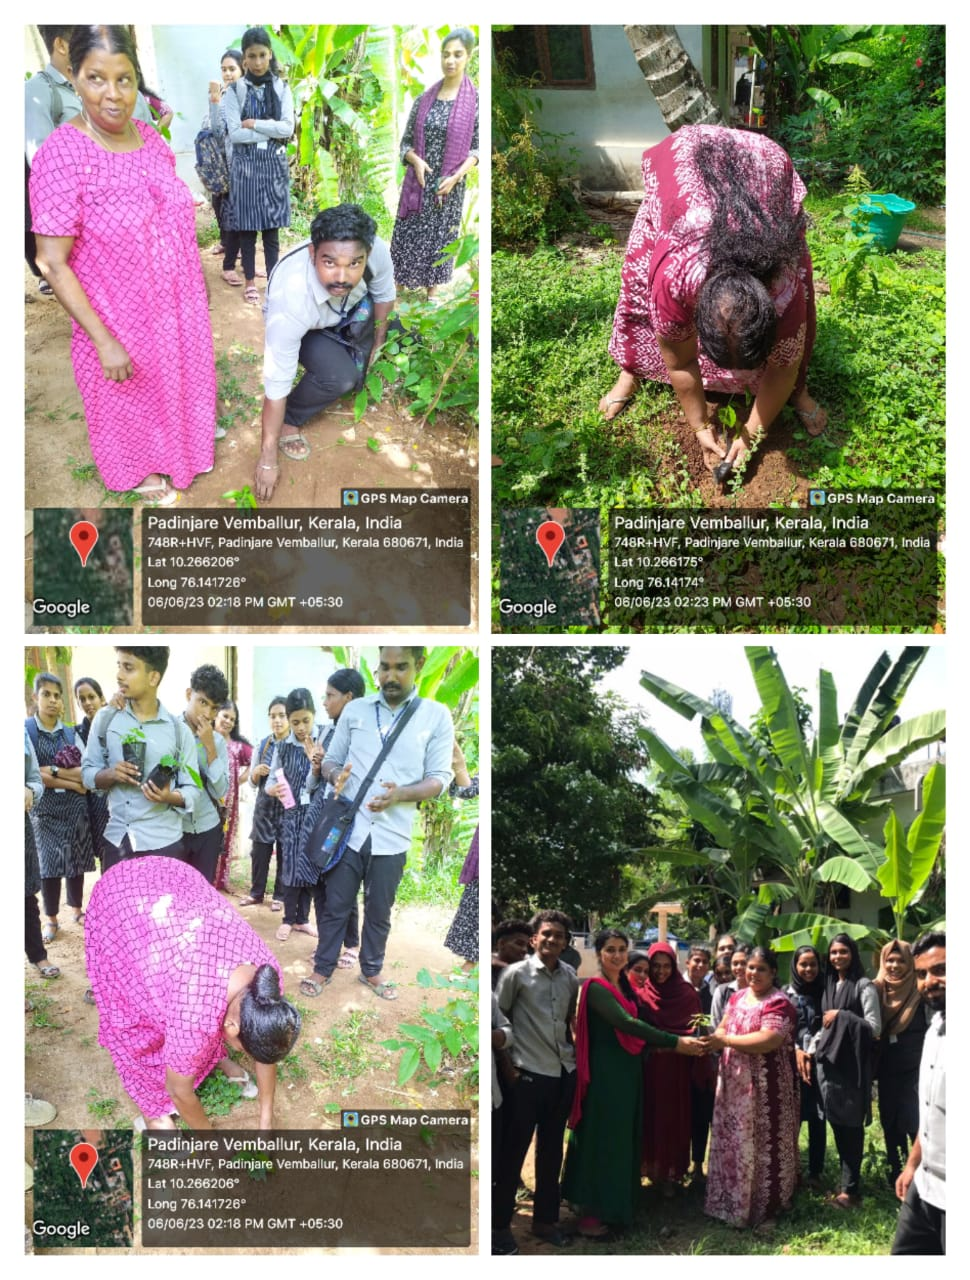 GPS Map Camera
Padinjare Vemballur, Kerala, India
748R+HVF, Padinjare Vemballur, Kerala 680671, India
Lat 10.266206°
Long 76.141726°
06/06/23 02:18 PM GMT +05:30
Google
GPS Map Camera
Padinjare Vemballur, Kerala, India
748R+HVF, Padinjare Vemballur, Kerala 680671, India
Lat 10.266175°
Long 76.14174°
06/06/23 02:23 PM GMT +05:30
Google
GPS Map Camera
Padinjare Vemballur, Kerala, India
748R+HVF, Padinjare Vemballur, Kerala 680671, India
Lat 10.266206°
Long 76.141726°
06/06/23 02:18 PM GMT +05:30
Google